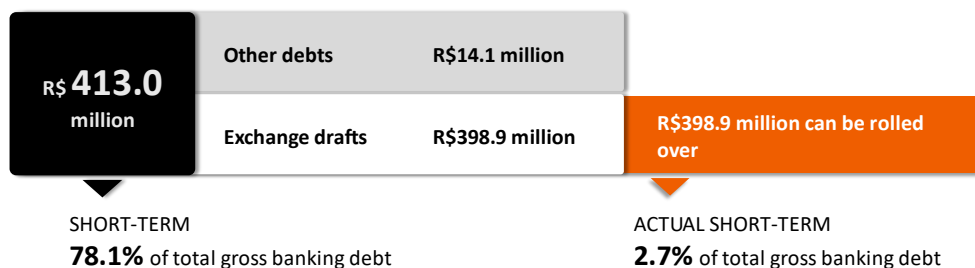 R$ 413.0
million
Other debts R$14.1 million
Exchange drafts R$398.9 million
R$398.9 million can be rolled
over
SHORT-TERM
78.1% of total gross banking debt
ACTUAL SHORT-TERM
2.7% of total gross banking debt